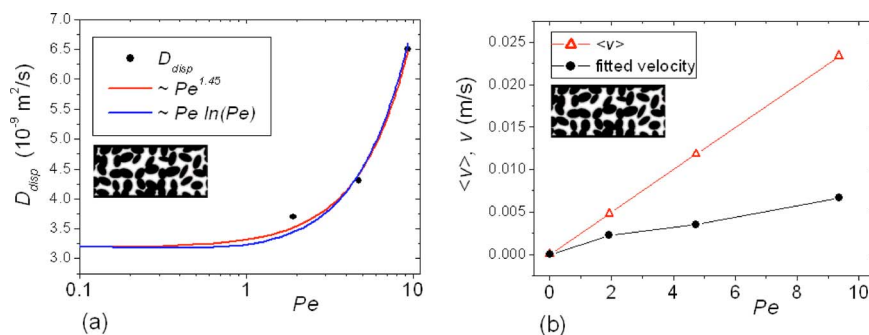 7.0
6.5
6.0
5.5
5.0
4.5
4.0
3.5
3.0
D_disp (10⁻⁹ m²/s)
D_disp
~ Pe^1.45
~ Pe ln(Pe)
0.1 1 10
Pe
(a)
0.025
0.020
0.015
0.010
0.005
0.000
<v>, v (m/s)
<v>
fitted velocity
0 2 4 6 8 10
Pe
(b)